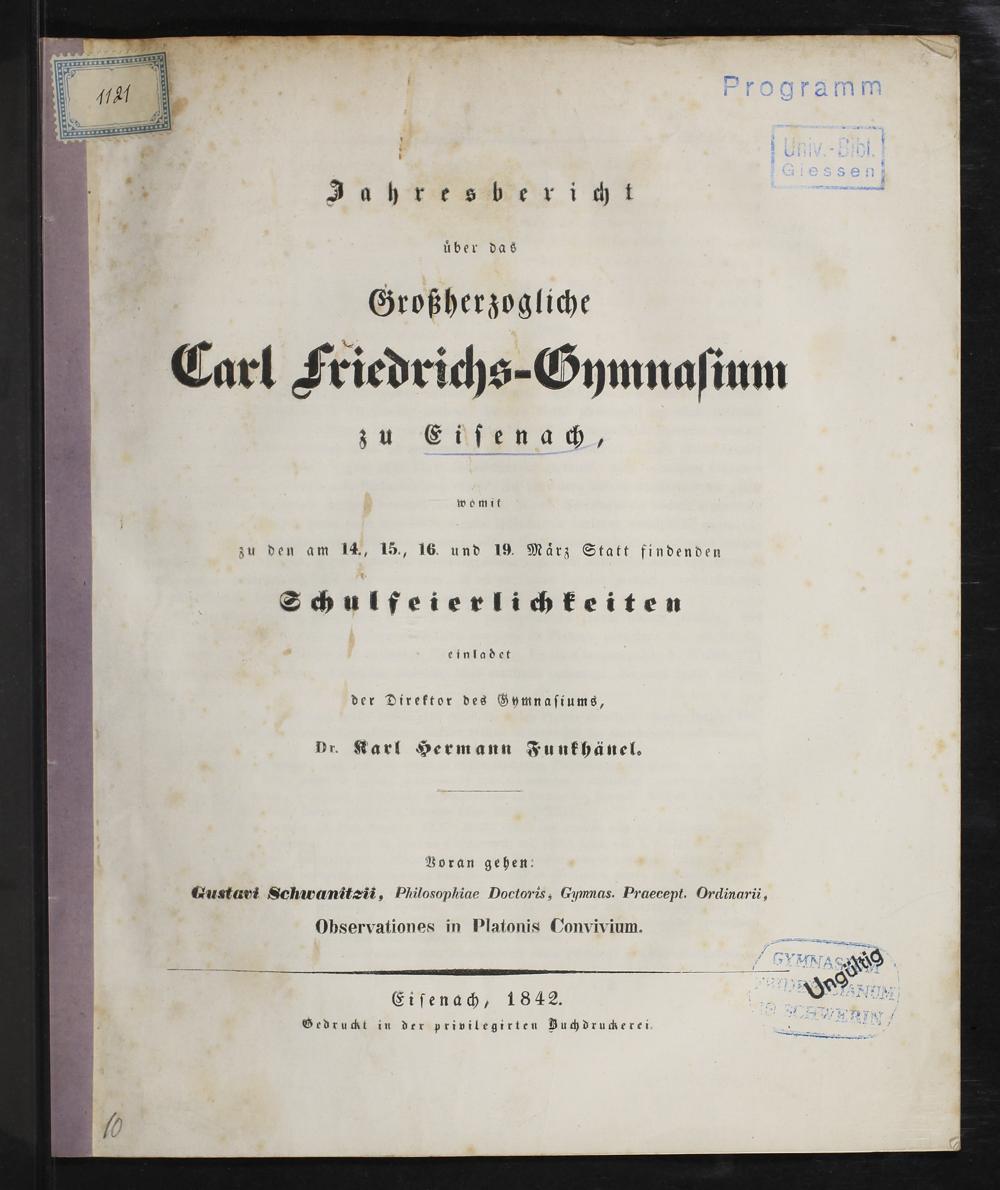 1121
Programm
Univ.-Bibl.
Giessen
Jahresbericht
über das
Großherzogliche
Carl Friedrichs-Gymnasium
zu Eisenach,
womit
zu den am 14., 15., 16. und 19. März Statt findenden
Schulfeierlichkeiten
einladet
der Direktor des Gymnasiums,
Dr. Karl Hermann Funkhänel.
Voran gehen:
Gustavi Schwanitzii, Philosophiae Doctoris, Gymnas. Praecept. Ordinarii,
Observationes in Platonis Convivium.
Eisenach, 1842.
Gedruckt in der privilegirten Buchdruckerei.
GYMNASIUM
FRIDERICIANUM
SCHWERIN
Ungültig
10